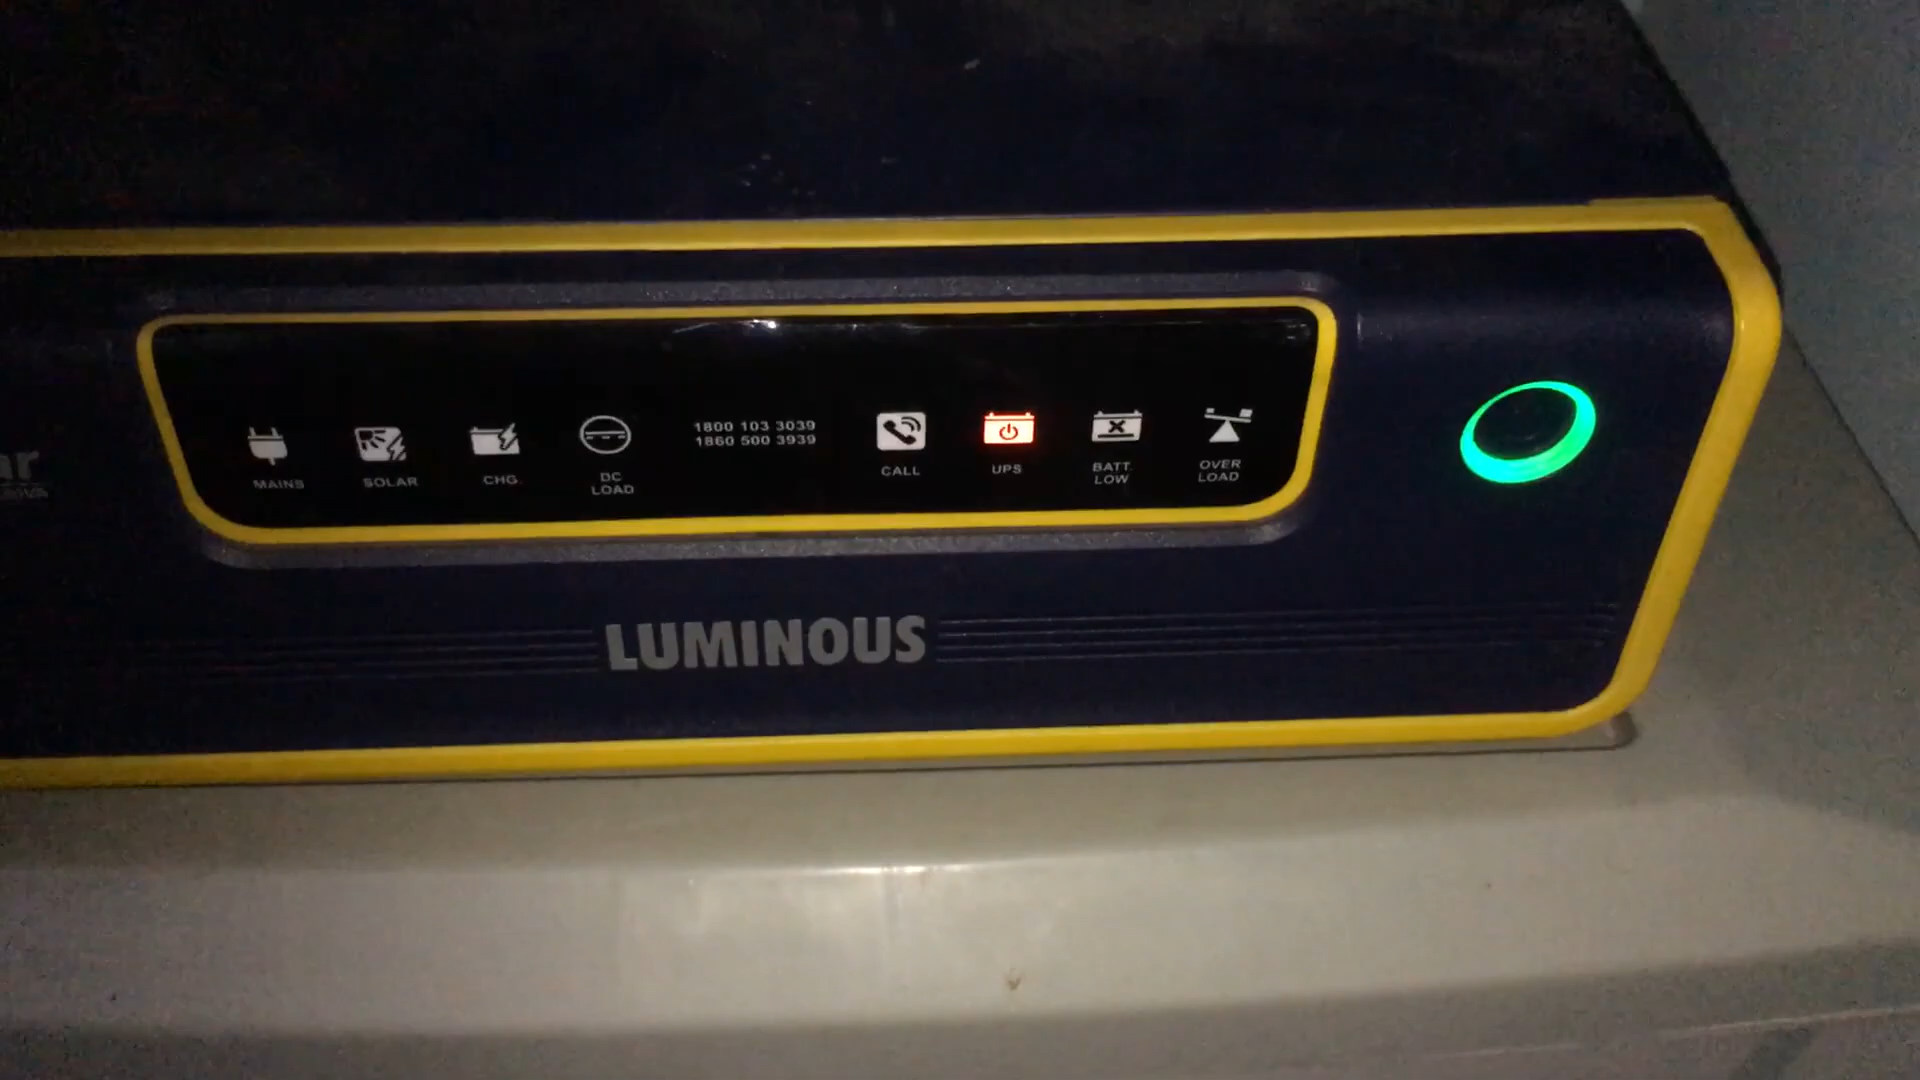 MAINS
SOLAR
CHG.
DC
LOAD
1800 103 3039
1860 500 3939
CALL
UPS
BATT.
LOW
OVER
LOAD
LUMINOUS